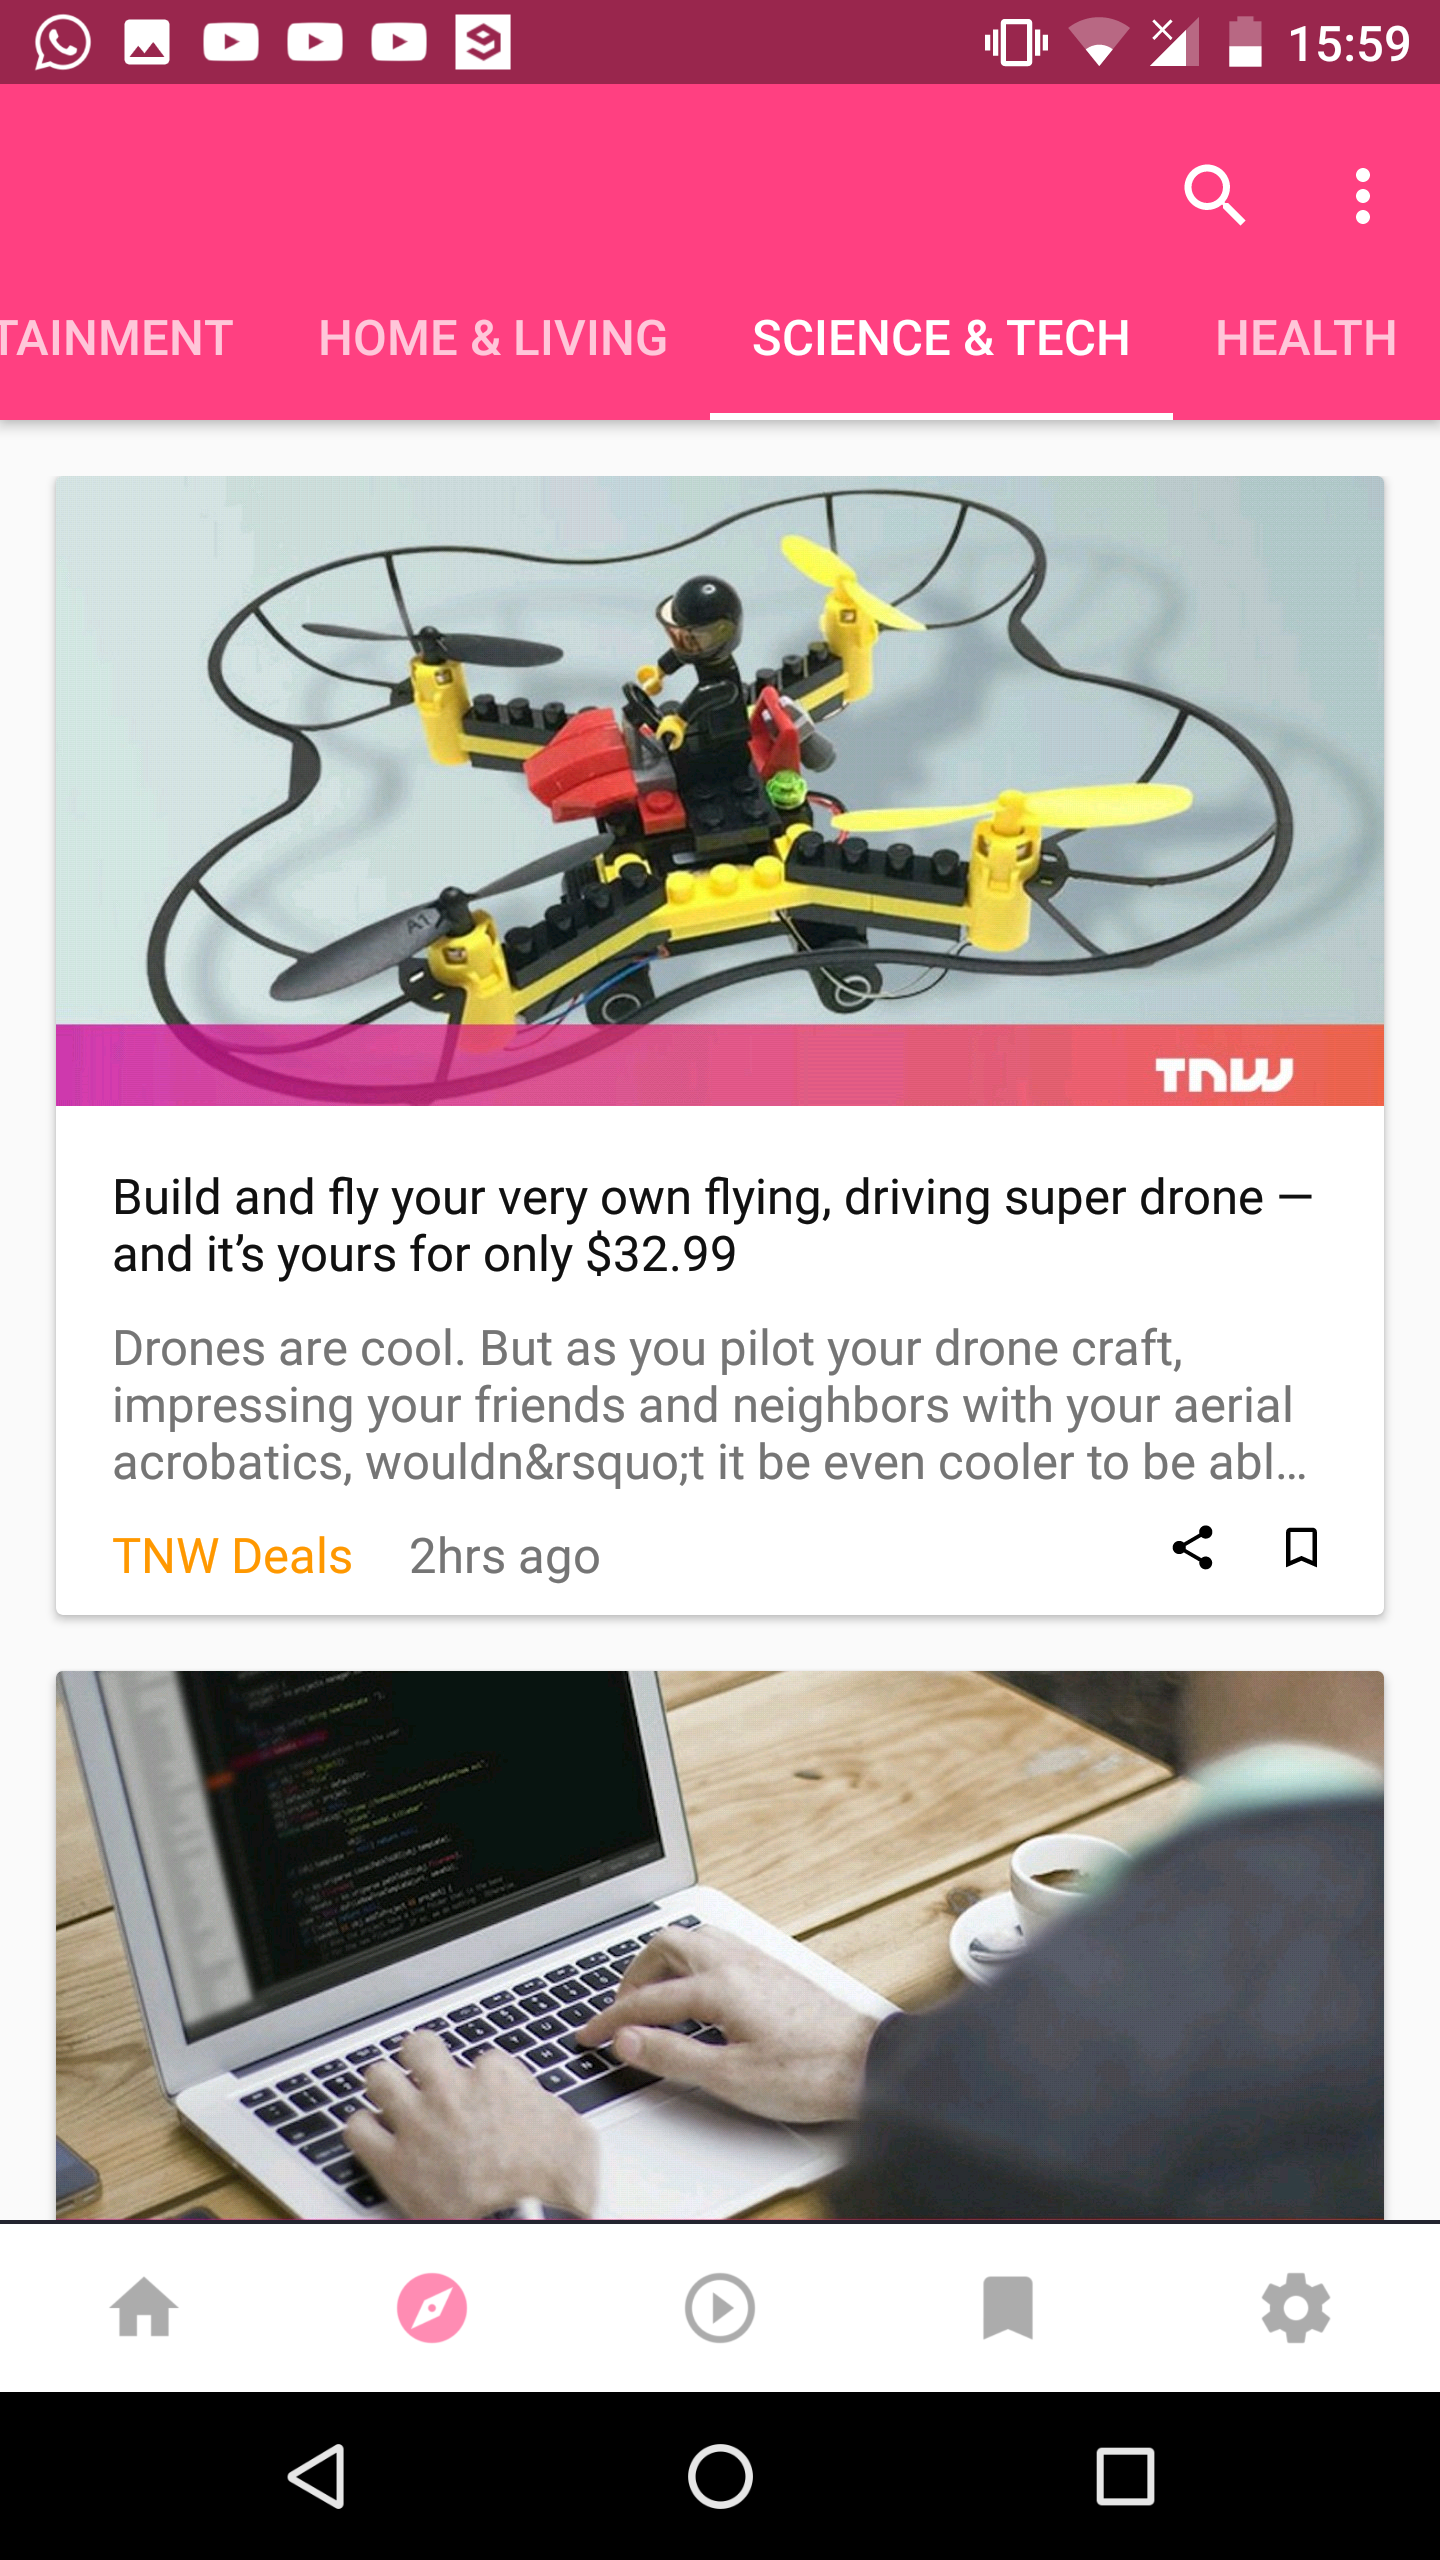 15:59
TAINMENT HOME & LIVING SCIENCE & TECH HEALTH
A1
TNW
Build and fly your very own flying, driving super drone —
and it’s yours for only $32.99
Drones are cool. But as you pilot your drone craft,
impressing your friends and neighbors with your aerial
acrobatics, wouldn&rsquo;t it be even cooler to be abl…
TNW Deals 2hrs ago